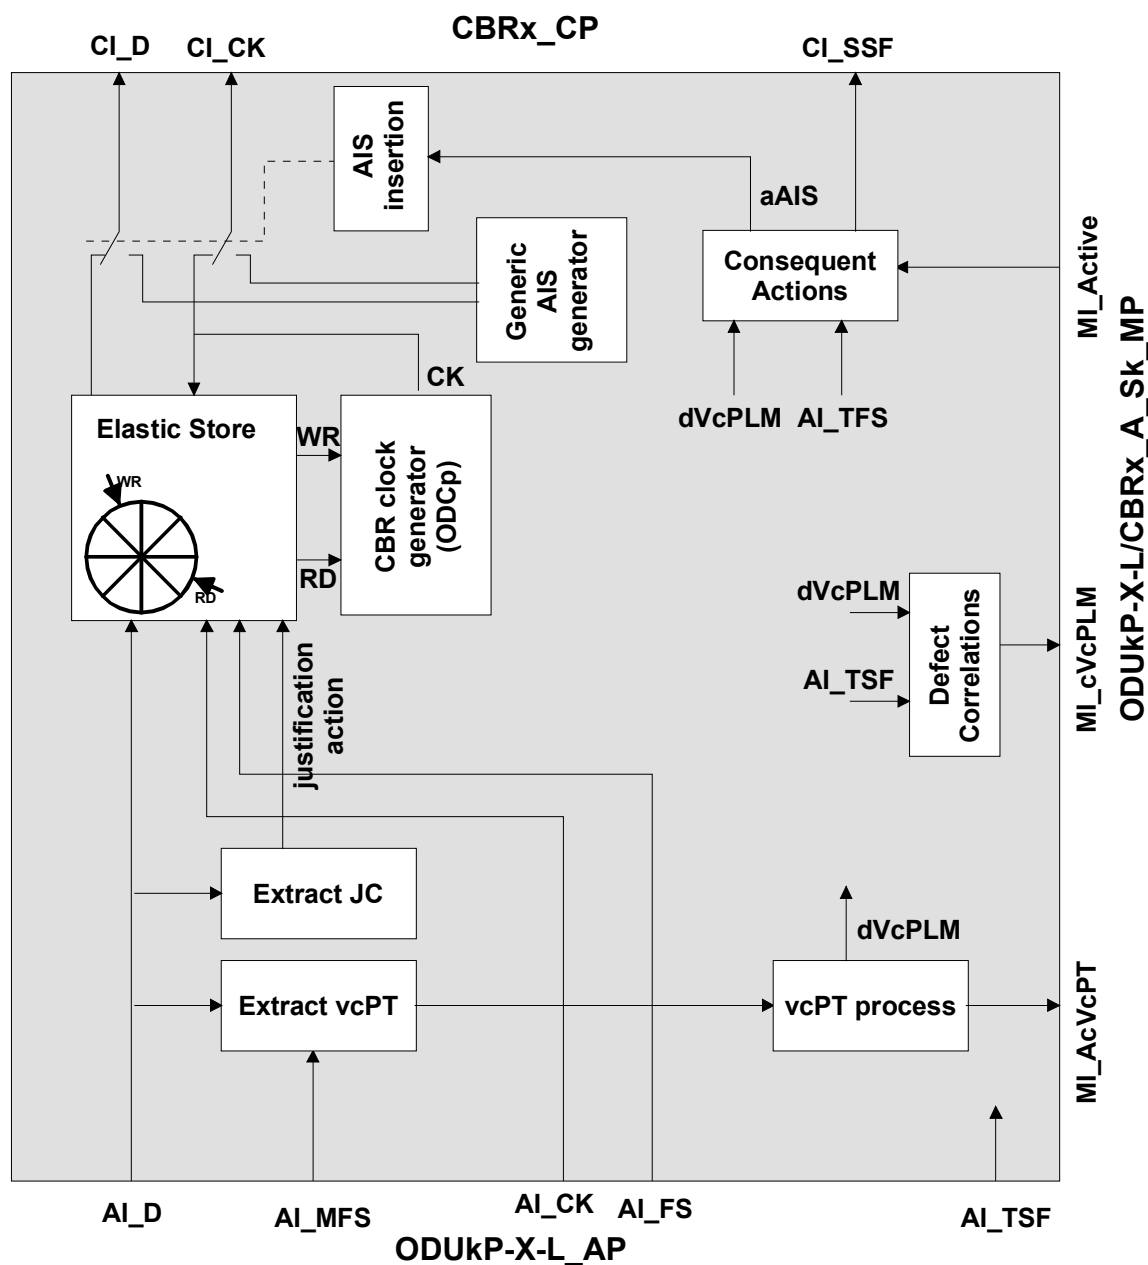 CBRx_CP
CI_D
CI_CK
CI_SSF
AIS
insertion
aAIS
Generic
AIS
generator
Consequent
Actions
MI_Active
dVcPLM
AI_TFS
CK
Elastic Store
WR
RD
WR
RD
CBR clock
generator
(ODCp)
dVcPLM
AI_TSF
Defect
Correlations
MI_cVcPLM
ODUkP-X-L/CBRx_A_Sk_MP
justification
action
Extract JC
Extract vcPT
dVcPLM
vcPT process
MI_AcVcPT
AI_D
AI_MFS
AI_CK
AI_FS
AI_TSF
ODUkP-X-L_AP